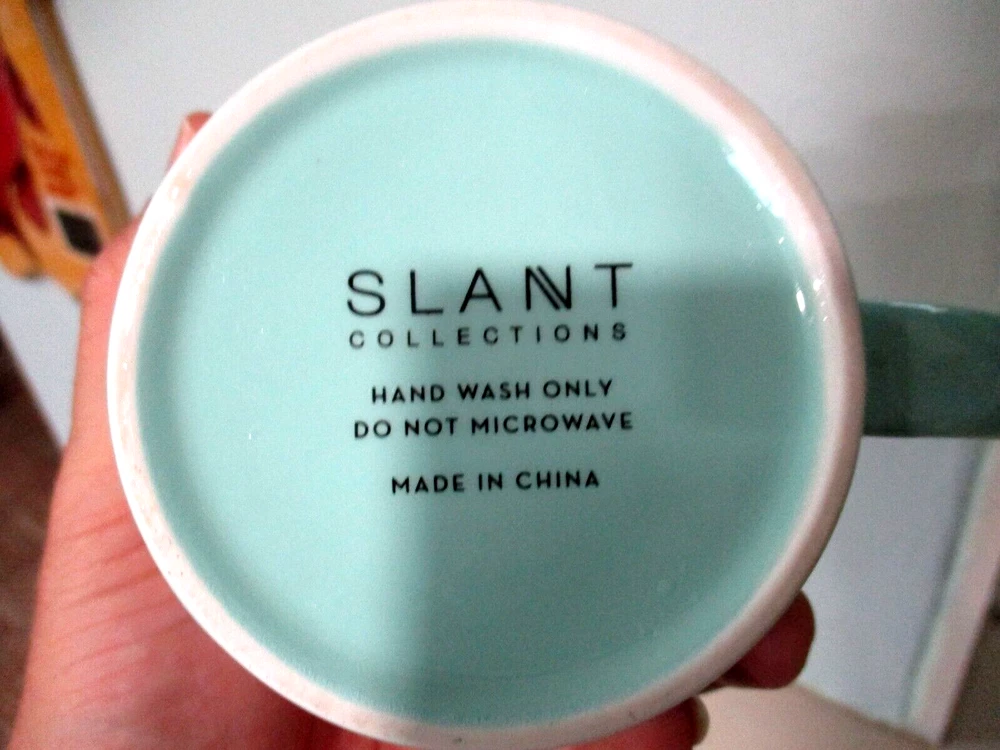 SLANT
COLLECTIONS
HAND WASH ONLY
DO NOT MICROWAVE
MADE IN CHINA